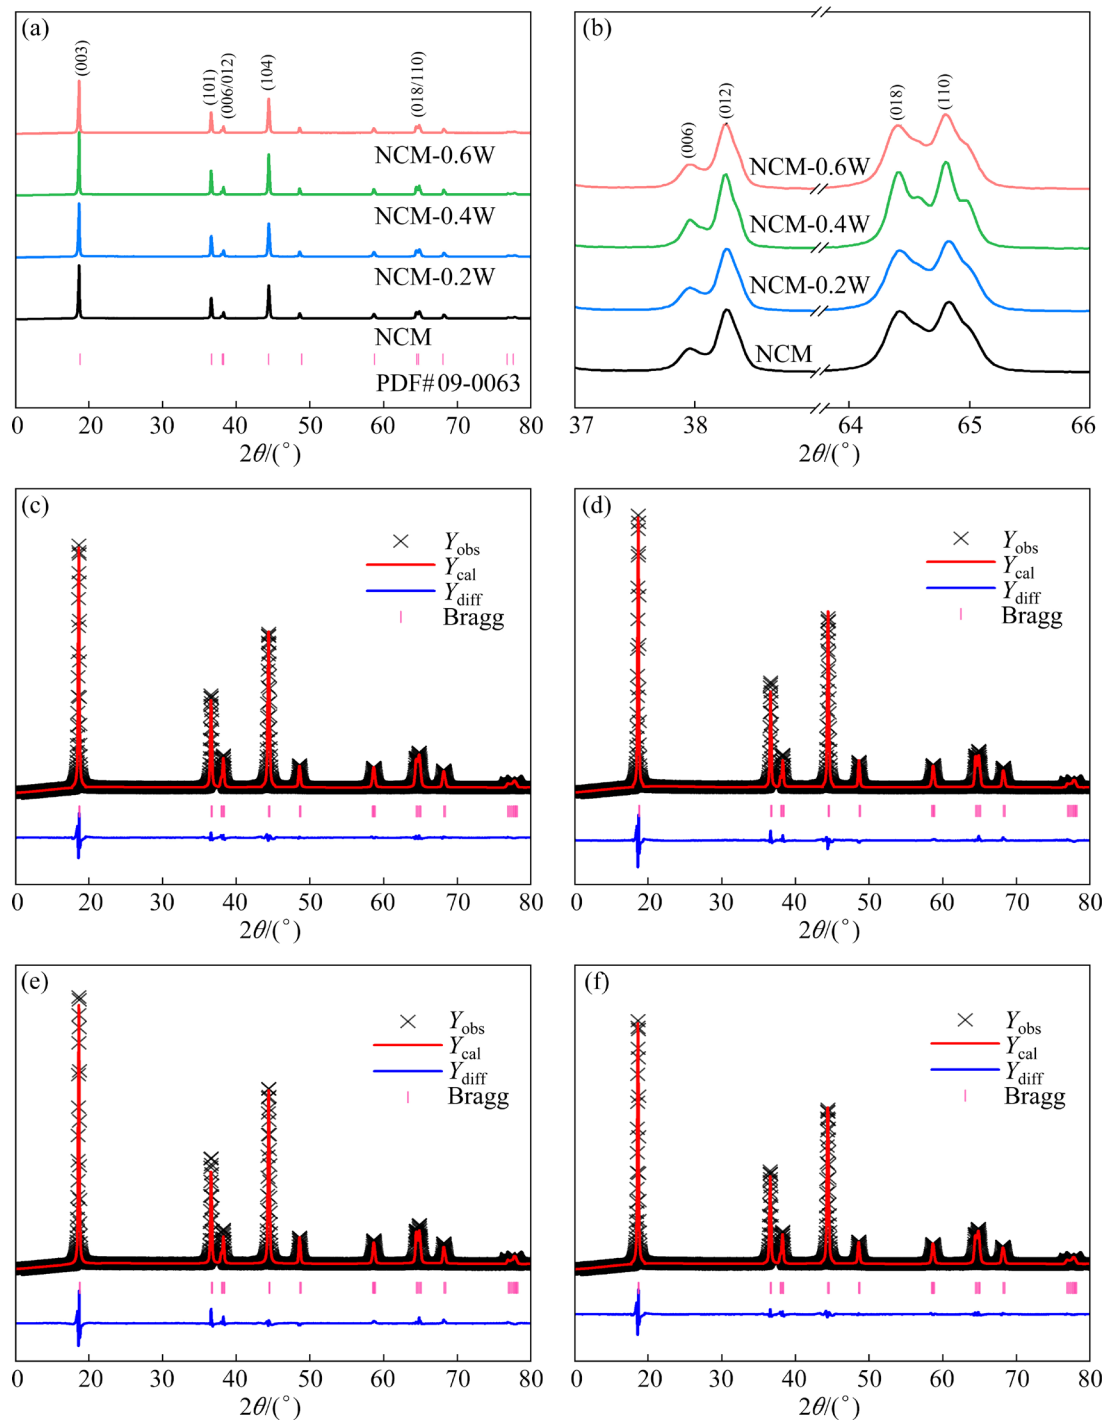 (a)
(003)
(101)
(006/012)
(104)
(018/110)
NCM-0.6W
NCM-0.4W
NCM-0.2W
NCM
PDF#09-0063
0 10 20 30 40 50 60 70 80
2θ/(°)
(b)
(006)
(012)
(018)
(110)
NCM-0.6W
NCM-0.4W
NCM-0.2W
NCM
37 38 64 65 66
2θ/(°)
(c)
Yobs
Ycal
Ydiff
Bragg
0 10 20 30 40 50 60 70 80
2θ/(°)
(d)
Yobs
Ycal
Ydiff
Bragg
0 10 20 30 40 50 60 70 80
2θ/(°)
(e)
Yobs
Ycal
Ydiff
Bragg
0 10 20 30 40 50 60 70 80
2θ/(°)
(f)
Yobs
Ycal
Ydiff
Bragg
0 10 20 30 40 50 60 70 80
2θ/(°)